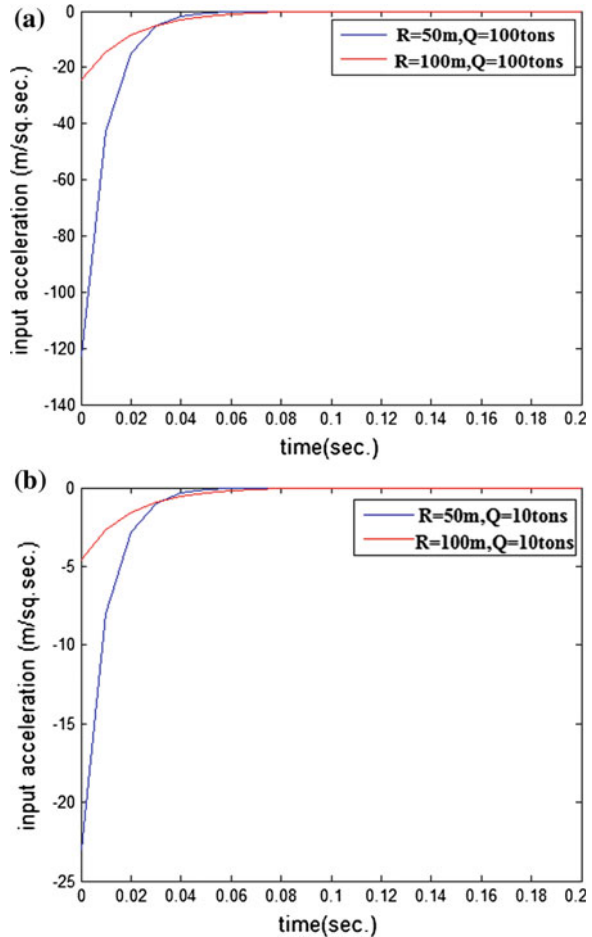 (a)
R=50m,Q=100tons
R=100m,Q=100tons
0
-20
-40
-60
-80
-100
-120
-140
input acceleration (m/sq.sec.)
0 0.02 0.04 0.06 0.08 0.1 0.12 0.14 0.16 0.18 0.2
time(sec.)
(b)
R=50m,Q=10tons
R=100m,Q=10tons
0
-5
-10
-15
-20
-25
input acceleration (m/sq.sec.)
0 0.02 0.04 0.06 0.08 0.1 0.12 0.14 0.16 0.18 0.2
time(sec.)